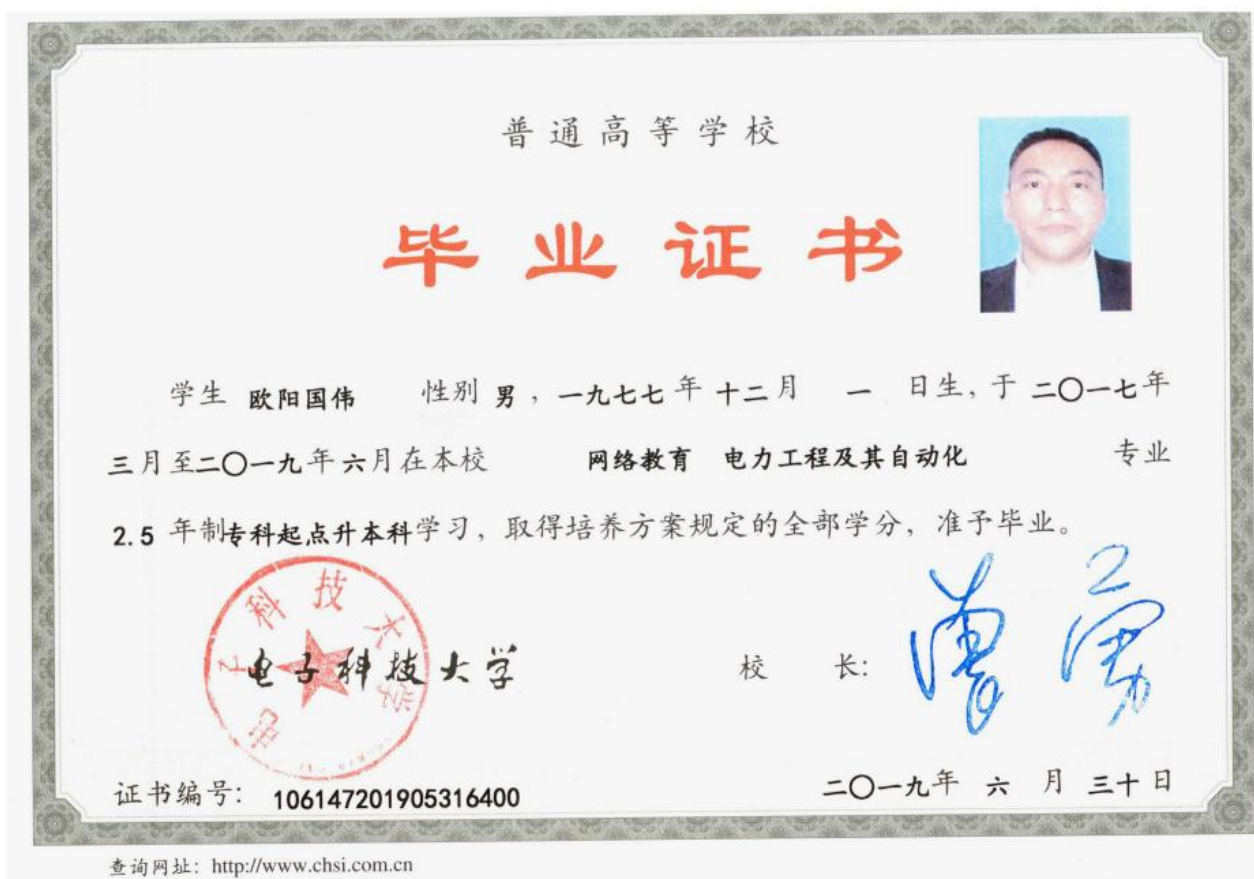 普通高等学校
毕业证书
学生 欧阳国伟 性别 男，一九七七年 十二月 一 日生，于 二〇一七年
三月至二〇一九年六月在本校 网络教育 电力工程及其自动化 专业
2.5 年制专科起点升本科学习，取得培养方案规定的全部学分，准予毕业。
电子科技大学
电子科技大学
校 长：
证书编号：106147201905316400
二〇一九年 六 月 三十日
查询网址：http://www.chsi.com.cn